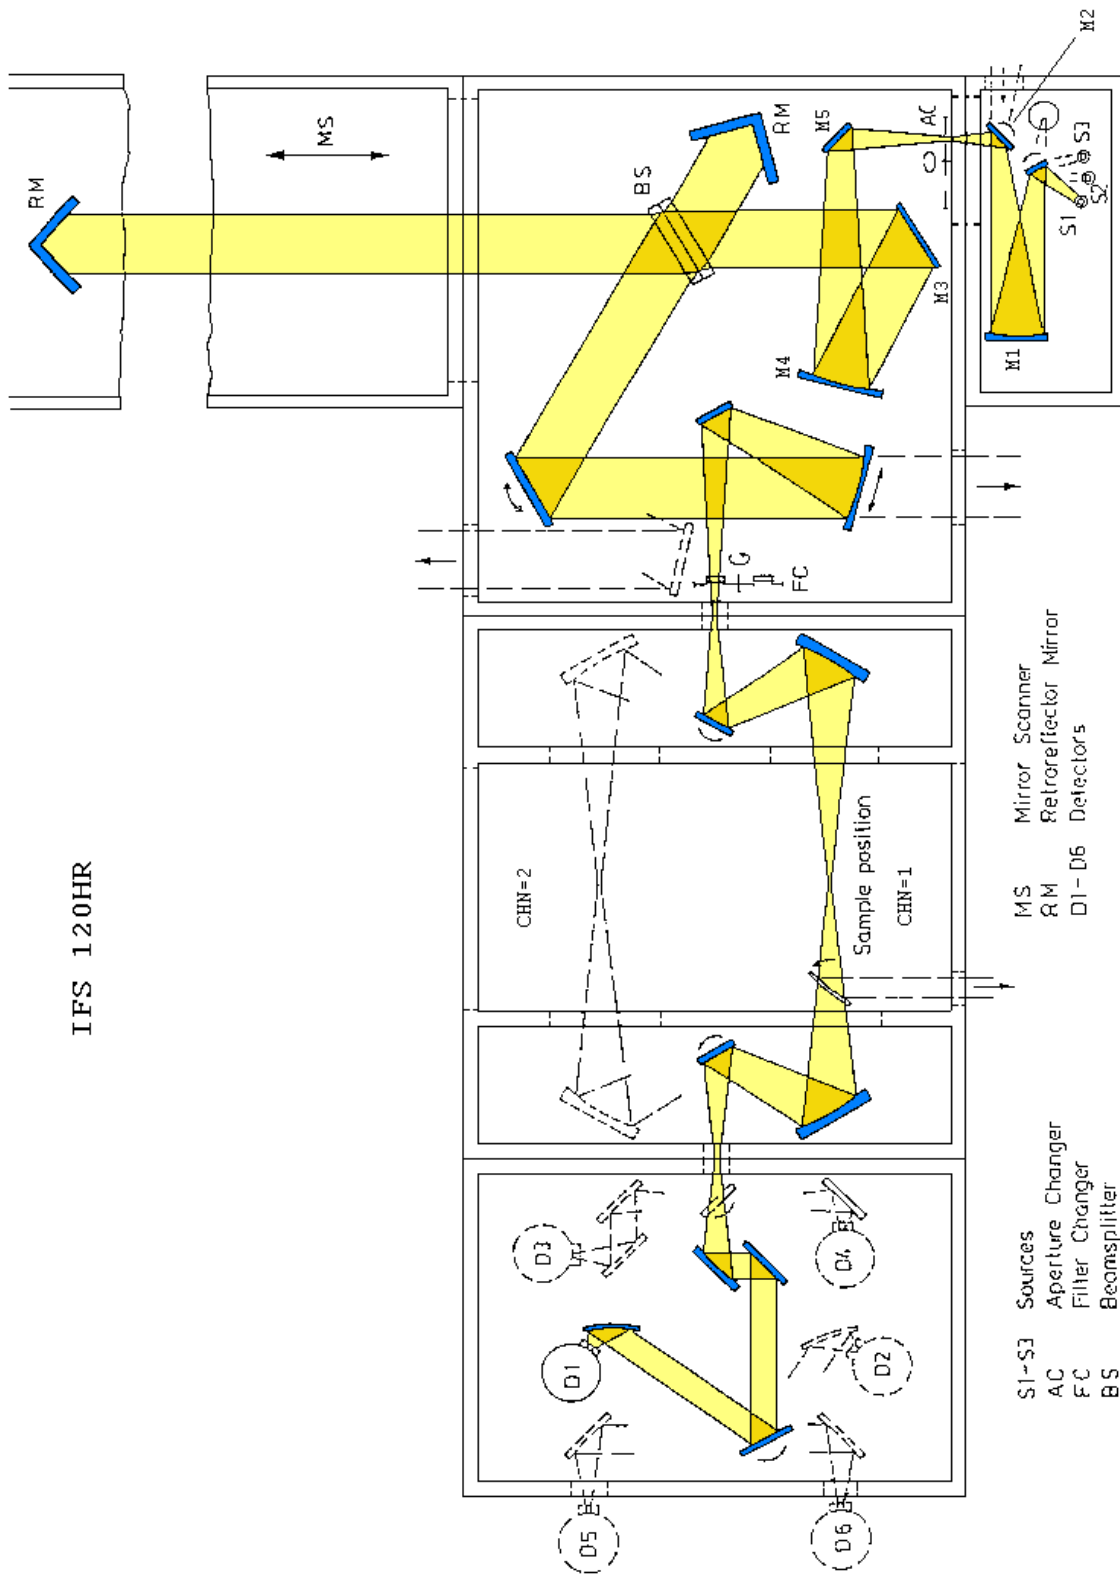 IFS 120HR
RM
MS
BS
RM
M5
AC
M2
M3
M4
M1
S1
S2
S3
FC
CHN=2
Sample position
CHN=1
D3
D4
D1
D2
D5
D6
S1-S3 Sources
AC Aperture Changer
FC Filter Changer
BS Beamsplitter
MS Mirror Scanner
RM Retroreflector Mirror
D1-D6 Detectors